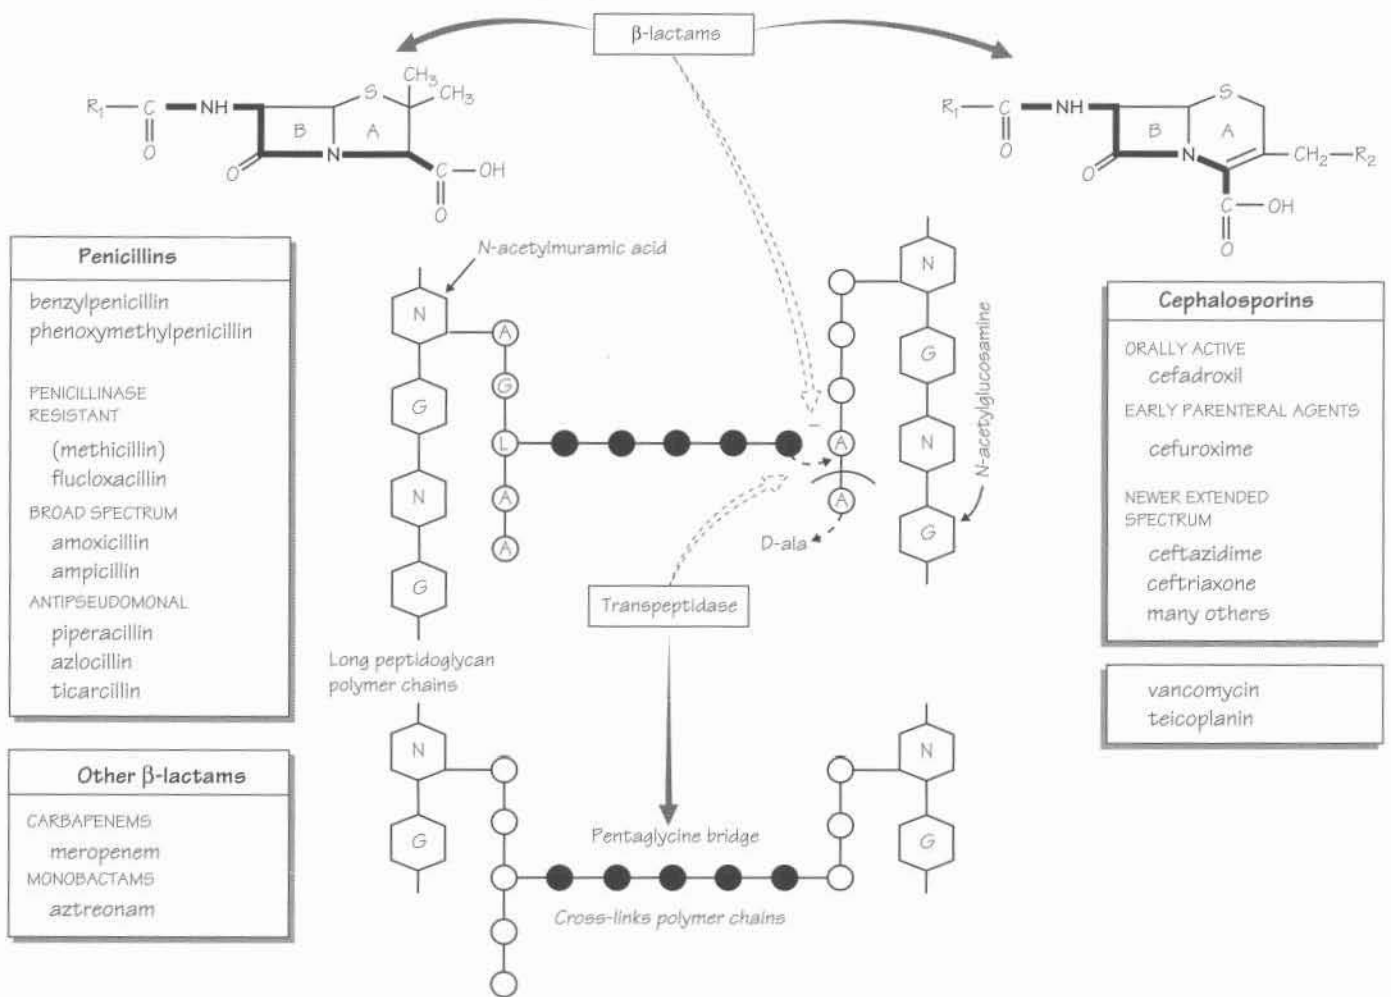 β-lactams
R₁—C—NH
O
B
A
S
CH₃
CH₃
N
O
C—OH
O
R₁—C—NH
O
B
A
S
N
O
CH₂—R₂
C—OH
O
Penicillins
benzylpenicillin
phenoxymethylpenicillin
PENICILLINASE
RESISTANT
(methicillin)
flucloxacillin
BROAD SPECTRUM
amoxicillin
ampicillin
ANTIPSEUDOMONAL
piperacillin
azlocillin
ticarcillin
Other β-lactams
CARBAPENEMS
meropenem
MONOBACTAMS
aztreonam
N-acetylmuramic acid
N
G
N
G
A
G
L
A
A
Long peptidoglycan
polymer chains
A
A
D-ala
N
G
N
G
N-acetylglucosamine
Transpeptidase
N
G
Pentaglycine bridge
Cross-links polymer chains
N
G
Cephalosporins
ORALLY ACTIVE
cefadroxil
EARLY PARENTERAL AGENTS
cefuroxime
NEWER EXTENDED
SPECTRUM
ceftazidime
ceftriaxone
many others
vancomycin
teicoplanin